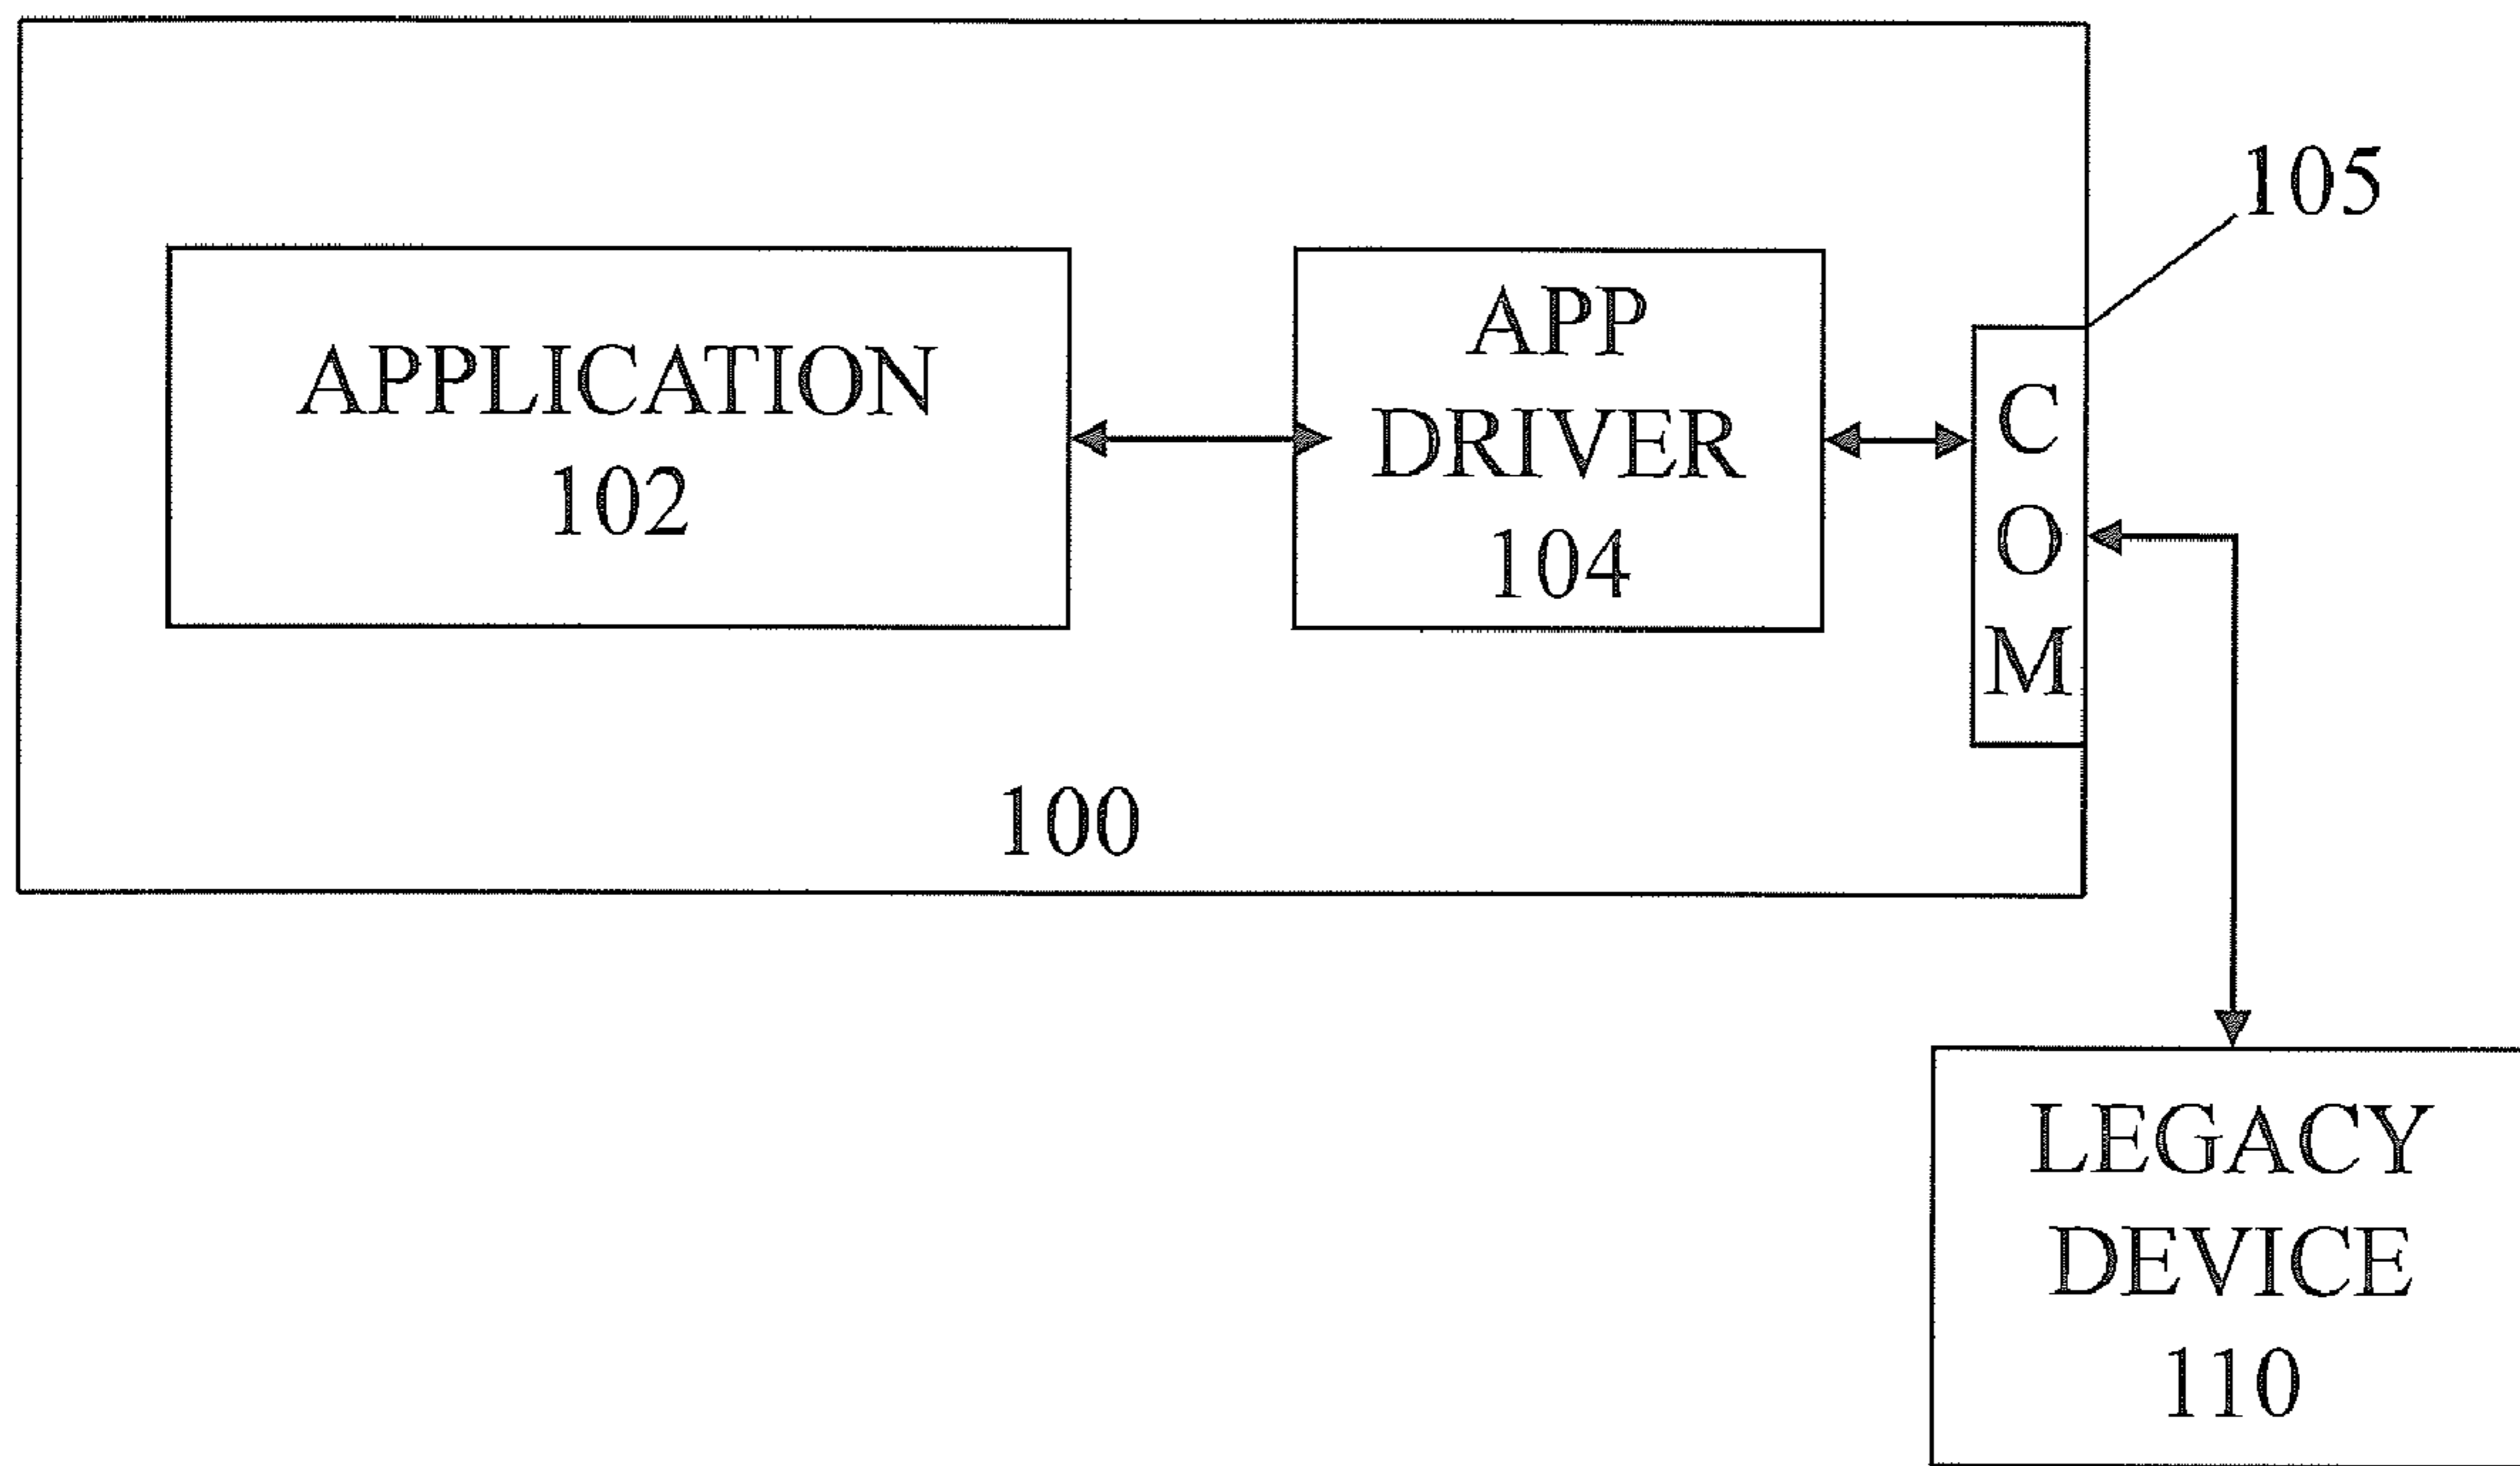 105
APPLICATION
102
APP
DRIVER
104
C
O
M
100
LEGACY
DEVICE
110